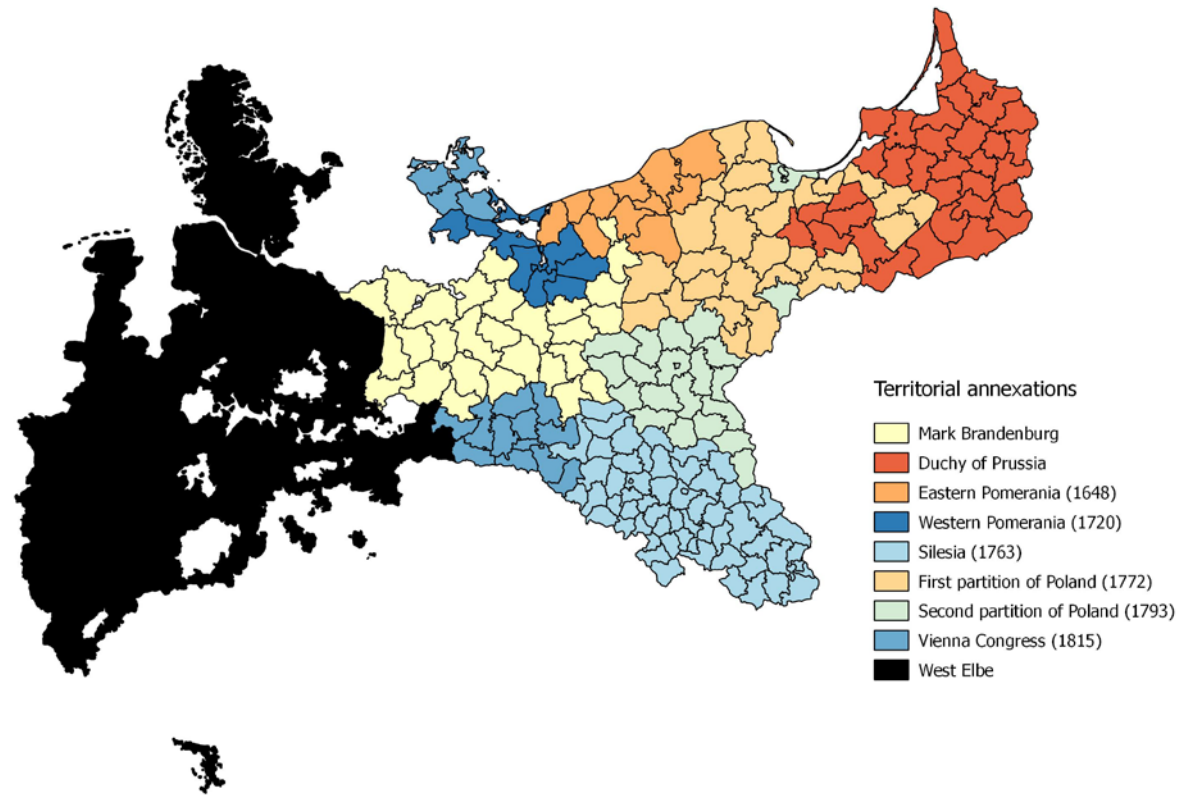 Territorial annexations
Mark Brandenburg
Duchy of Prussia
Eastern Pomerania (1648)
Western Pomerania (1720)
Silesia (1763)
First partition of Poland (1772)
Second partition of Poland (1793)
Vienna Congress (1815)
West Elbe